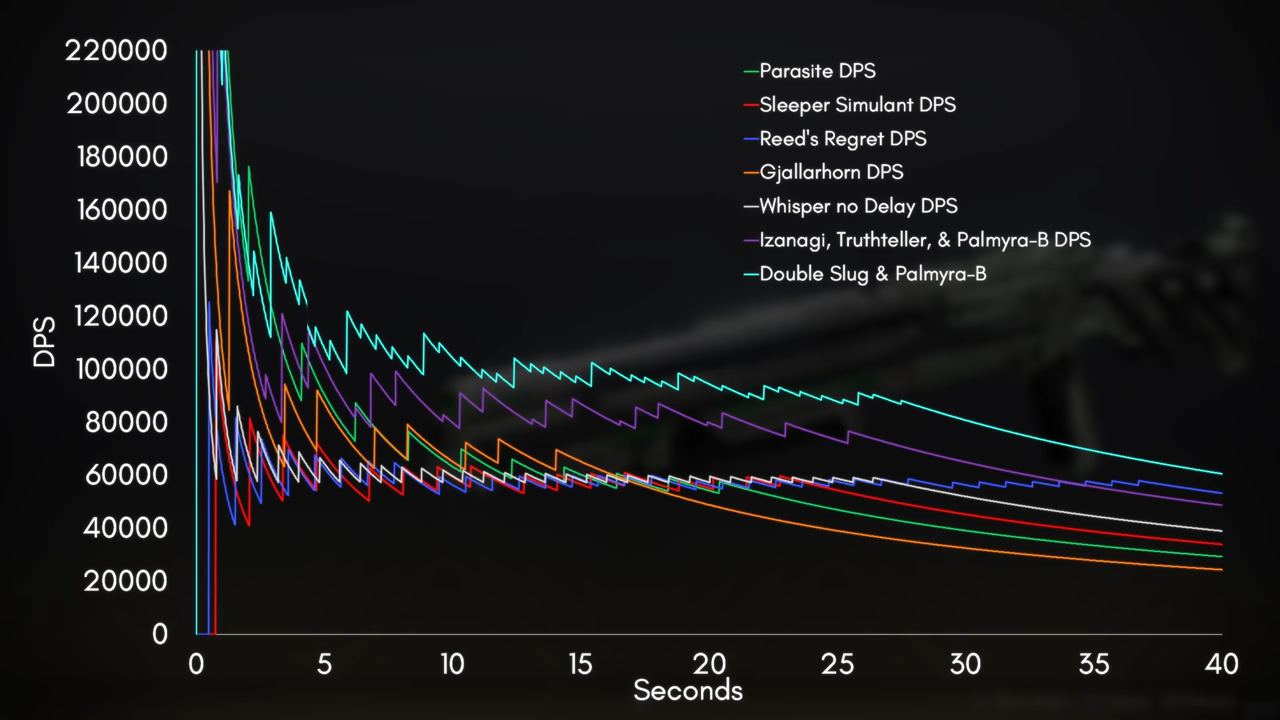 220000
200000
180000
160000
140000
120000
100000
80000
60000
40000
20000
0
DPS
Parasite DPS
Sleeper Simulant DPS
Reed's Regret DPS
Gjallarhorn DPS
Whisper no Delay DPS
Izanagi, Truthteller, & Palmyra-B DPS
Double Slug & Palmyra-B
0 5 10 15 20 25 30 35 40
Seconds